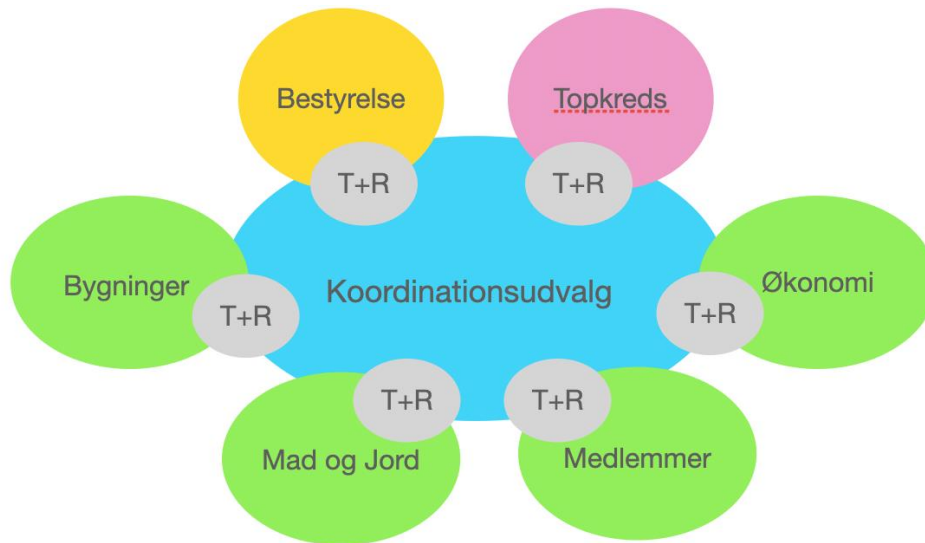 Bestyrelse
Topkreds
T+R
T+R
Bygninger
Koordinationsudvalg
Økonomi
T+R
T+R
T+R
T+R
Mad og Jord
Medlemmer